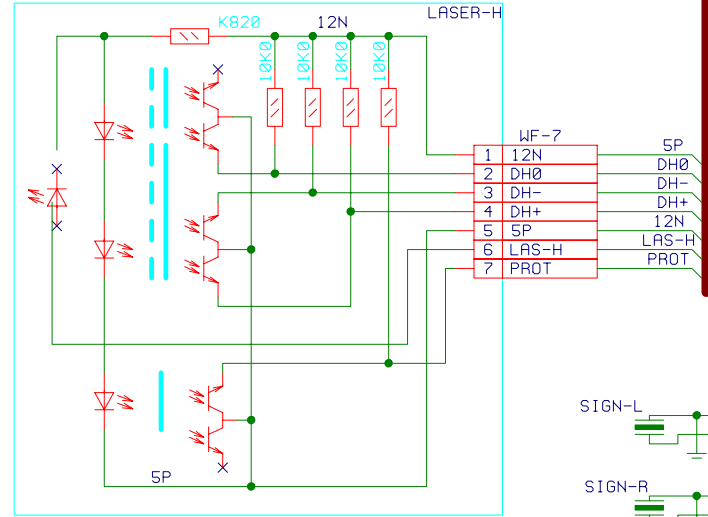 LASER-H
K820
12N
10K0
10K0
10K0
10K0
WF-7
1 12N
2 DH0
3 DH-
4 DH+
5 5P
6 LAS-H
7 PROT
5P
DH0
DH-
DH+
12N
LAS-H
PROT
5P
SIGN-L
SIGN-R